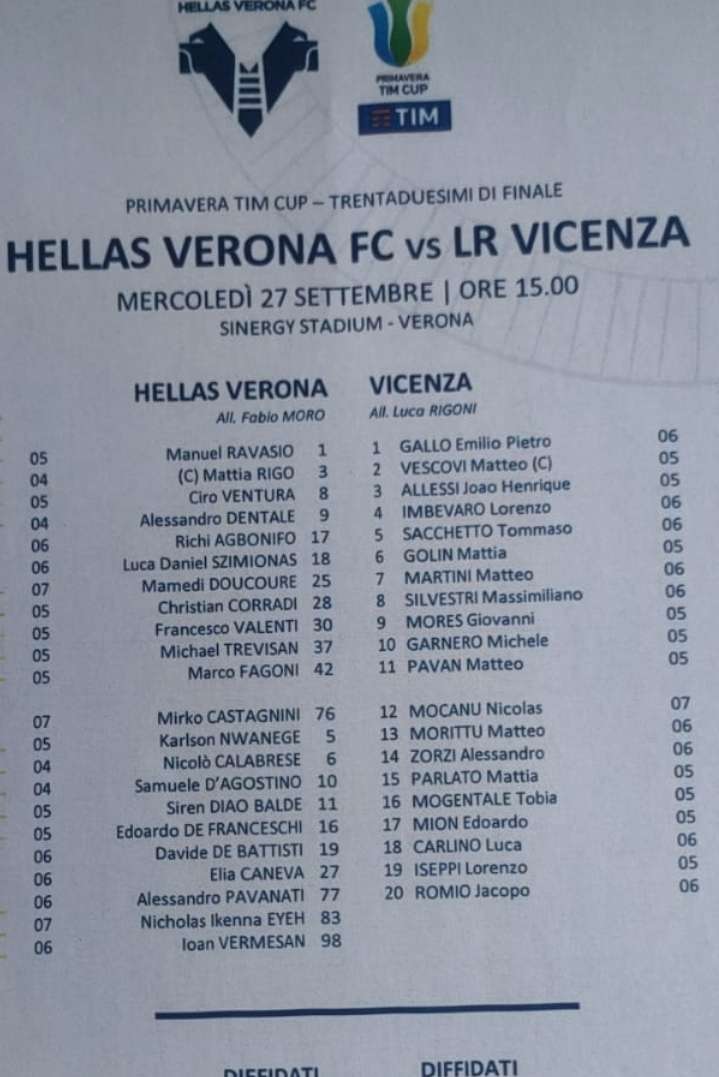 HELLAS VERONA FC
PRIMAVERA
TIM CUP
TIM
PRIMAVERA TIM CUP – TRENTADUESIMI DI FINALE
HELLAS VERONA FC vs LR VICENZA
MERCOLEDÌ 27 SETTEMBRE | ORE 15.00
SINERGY STADIUM - VERONA
HELLAS VERONA VICENZA
All. Fabio MORO All. Luca RIGONI
05 Manuel RAVASIO 1 1 GALLO Emilio Pietro 06
04 (C) Mattia RIGO 3 2 VESCOVI Matteo (C) 05
05 Ciro VENTURA 8 3 ALLESSI Joao Henrique 05
04 Alessandro DENTALE 9 4 IMBEVARO Lorenzo 06
06 Richi AGBONIFO 17 5 SACCHETTO Tommaso 06
06 Luca Daniel SZIMIONAS 18 6 GOLIN Mattia 05
07 Mamedi DOUCOURE 25 7 MARTINI Matteo 06
05 Christian CORRADI 28 8 SILVESTRI Massimiliano 06
05 Francesco VALENTI 30 9 MORES Giovanni 05
05 Michael TREVISAN 37 10 GARNERO Michele 05
05 Marco FAGONI 42 11 PAVAN Matteo 05
07 Mirko CASTAGNINI 76 12 MOCANU Nicolas 07
05 Karlson NWANEGE 5 13 MORITTU Matteo 06
04 Nicolò CALABRESE 6 14 ZORZI Alessandro 06
04 Samuele D'AGOSTINO 10 15 PARLATO Mattia 05
05 Siren DIAO BALDE 11 16 MOGENTALE Tobia 05
05 Edoardo DE FRANCESCHI 16 17 MION Edoardo 05
06 Davide DE BATTISTI 19 18 CARLINO Luca 06
06 Elia CANEVA 27 19 ISEPPI Lorenzo 05
06 Alessandro PAVANATI 77 20 ROMIO Jacopo 06
07 Nicholas Ikenna EYEH 83
06 Ioan VERMESAN 98
DIFFIDATI DIFFIDATI